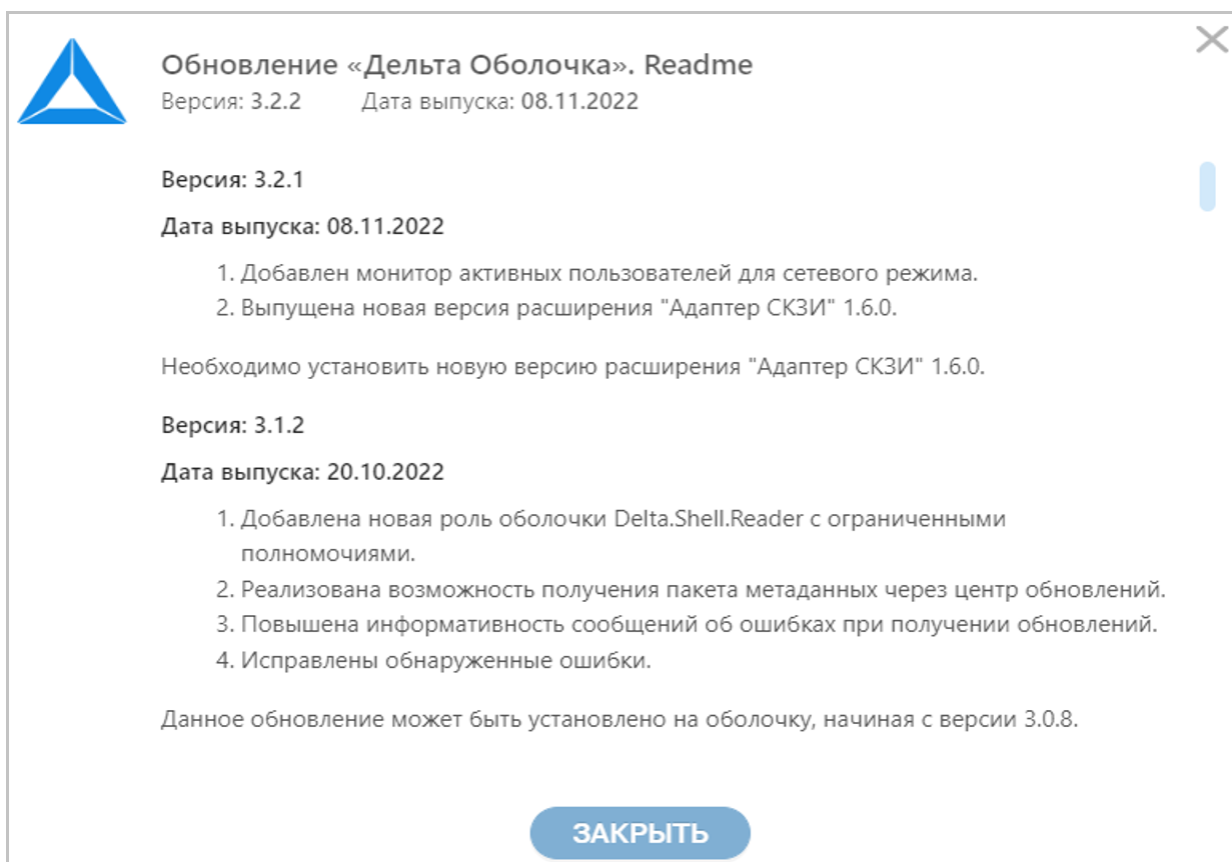 Обновление «Дельта Оболочка». Readme
Версия: 3.2.2 Дата выпуска: 08.11.2022
Версия: 3.2.1
Дата выпуска: 08.11.2022
1. Добавлен монитор активных пользователей для сетевого режима.
2. Выпущена новая версия расширения "Адаптер СКЗИ" 1.6.0.
Необходимо установить новую версию расширения "Адаптер СКЗИ" 1.6.0.
Версия: 3.1.2
Дата выпуска: 20.10.2022
1. Добавлена новая роль оболочки Delta.Shell.Reader с ограниченными
полномочиями.
2. Реализована возможность получения пакета метаданных через центр обновлений.
3. Повышена информативность сообщений об ошибках при получении обновлений.
4. Исправлены обнаруженные ошибки.
Данное обновление может быть установлено на оболочку, начиная с версии 3.0.8.
ЗАКРЫТЬ